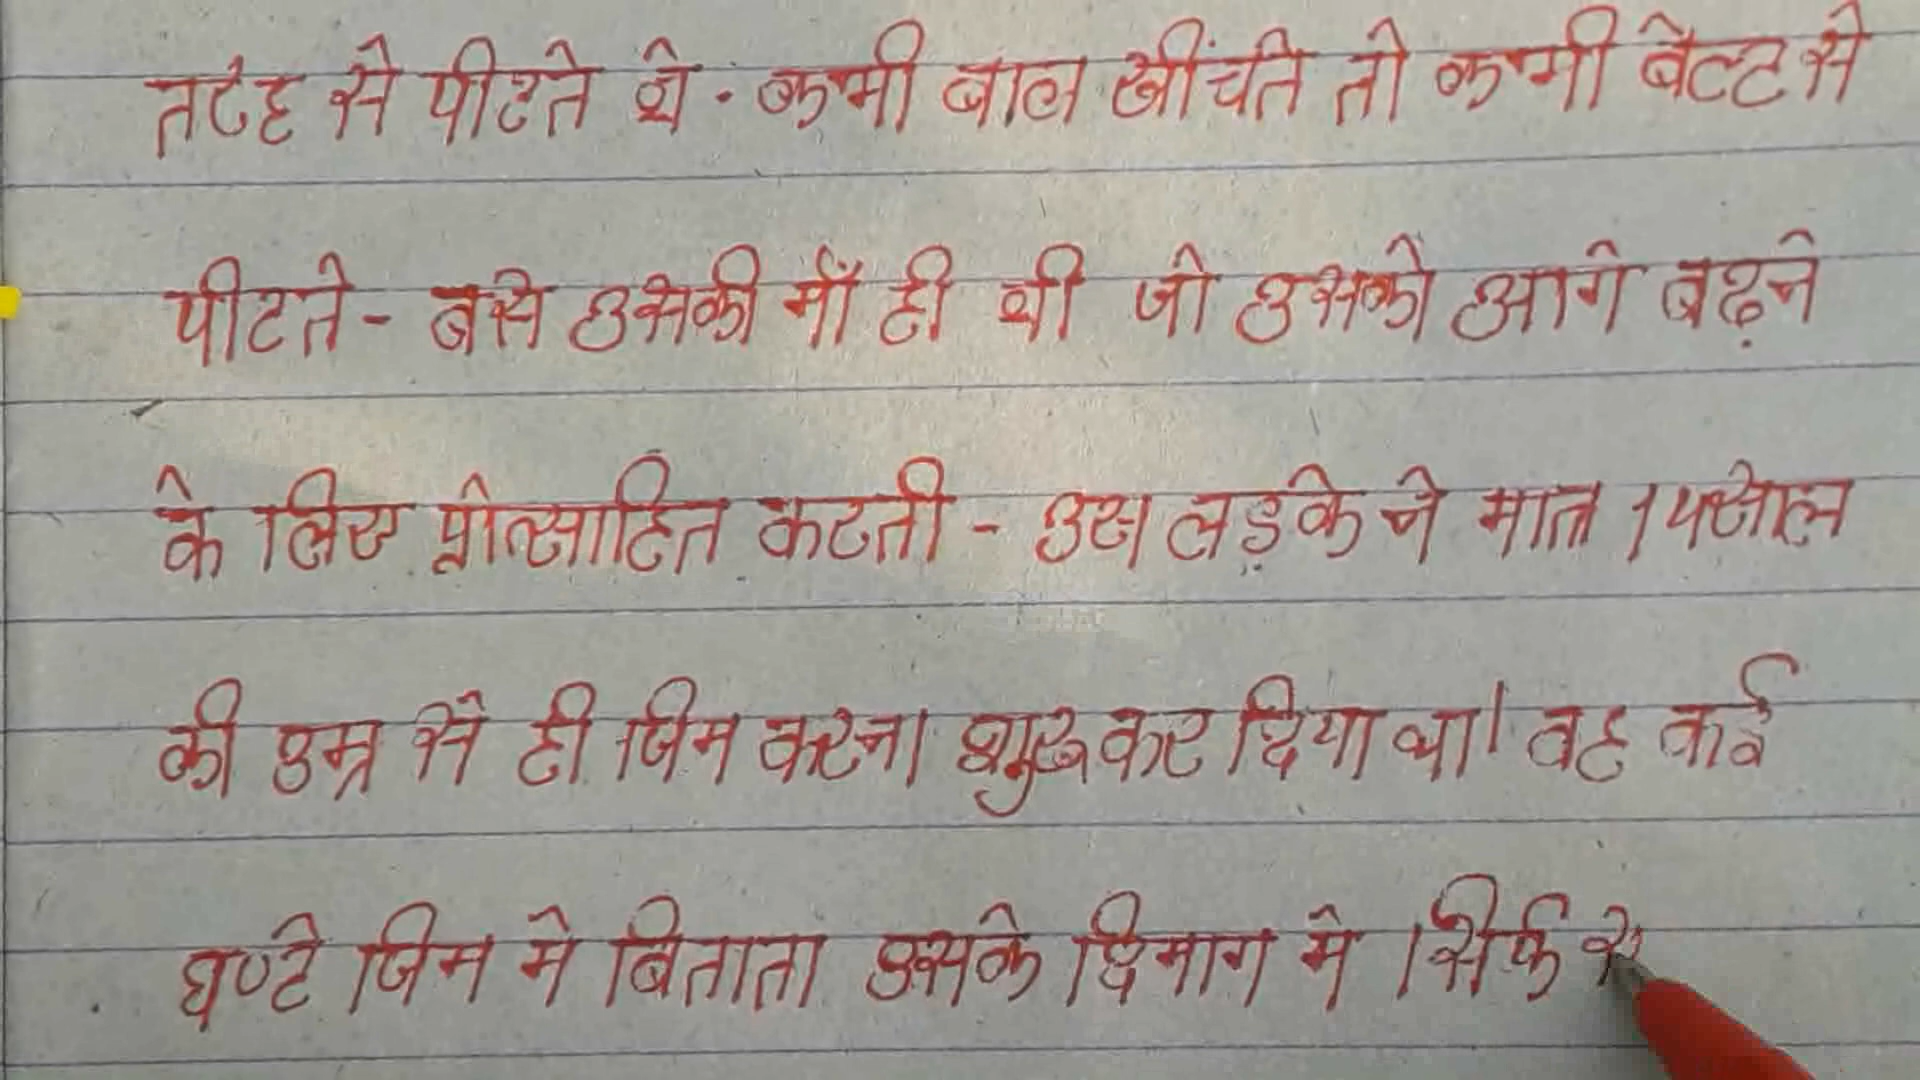 तरह से पीटते थे. कभी बाल खींचते तो कभी बेल्ट से
पीटते - बस उसकी माँ ही थी जो उसको आगे बढ़ने
के लिए प्रोत्साहित करती - उस लड़के ने मात्र 14 साल
की उम्र से ही जिम करना शुरू कर दिया था। वह कई
घण्टे जिम मे बिताता उसके दिमाग मे सिर्फ